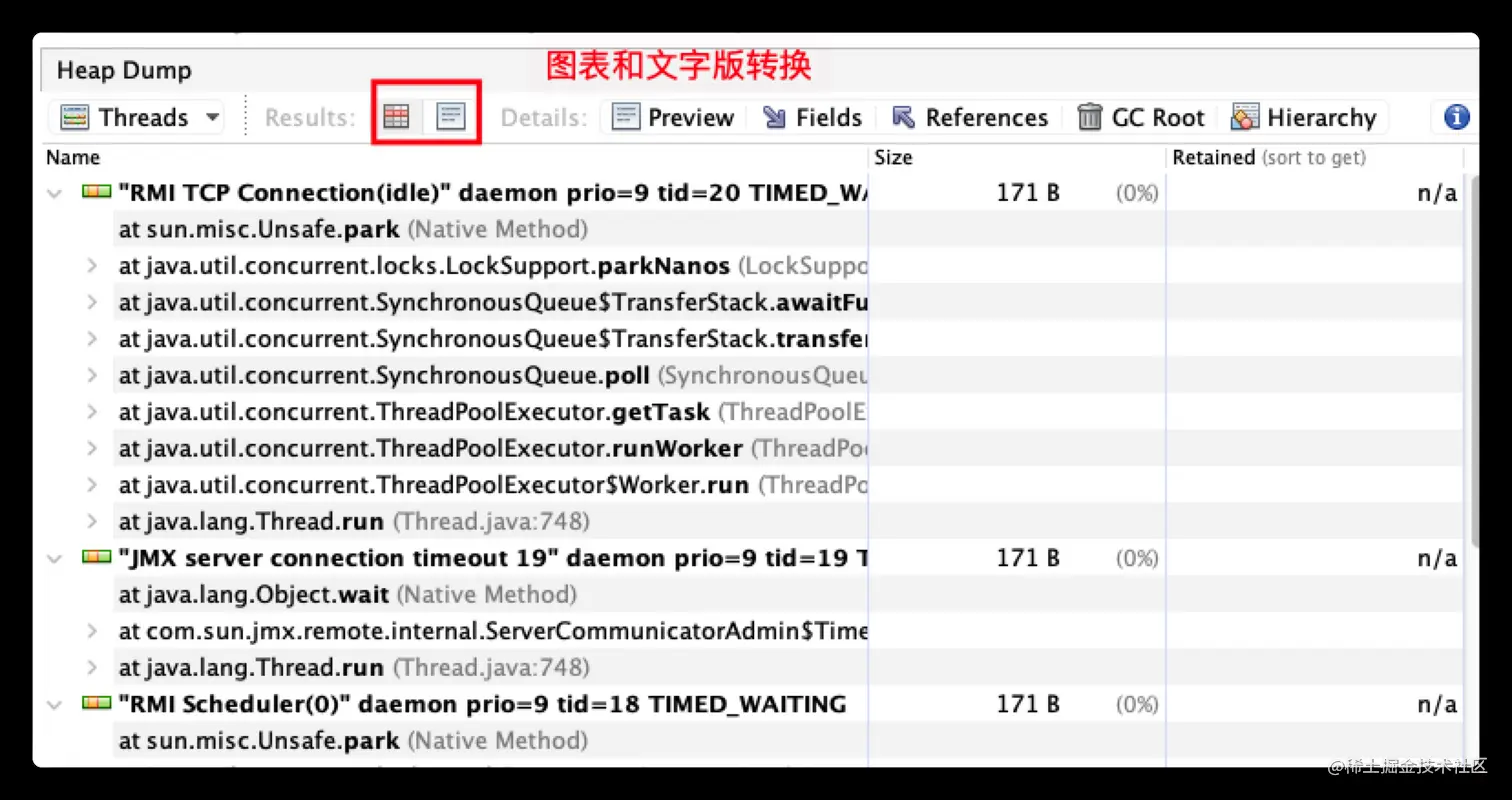 图表和文字版转换
Heap Dump
Threads Results: Details: Preview Fields References GC Root Hierarchy
Name Size Retained (sort to get)
"RMI TCP Connection(idle)" daemon prio=9 tid=20 TIMED_WA 171 B (0%) n/a
at sun.misc.Unsafe.park (Native Method)
at java.util.concurrent.locks.LockSupport.parkNanos (LockSuppo
at java.util.concurrent.SynchronousQueue$TransferStack.awaitFu
at java.util.concurrent.SynchronousQueue$TransferStack.transfer
at java.util.concurrent.SynchronousQueue.poll (SynchronousQueu
at java.util.concurrent.ThreadPoolExecutor.getTask (ThreadPoolE
at java.util.concurrent.ThreadPoolExecutor.runWorker (ThreadPoo
at java.util.concurrent.ThreadPoolExecutor$Worker.run (ThreadPo
at java.lang.Thread.run (Thread.java:748)
"JMX server connection timeout 19" daemon prio=9 tid=19 T 171 B (0%) n/a
at java.lang.Object.wait (Native Method)
at com.sun.jmx.remote.internal.ServerCommunicatorAdmin$Time
at java.lang.Thread.run (Thread.java:748)
"RMI Scheduler(0)" daemon prio=9 tid=18 TIMED_WAITING 171 B (0%) n/a
at sun.misc.Unsafe.park (Native Method)
@稀土掘金技术社区